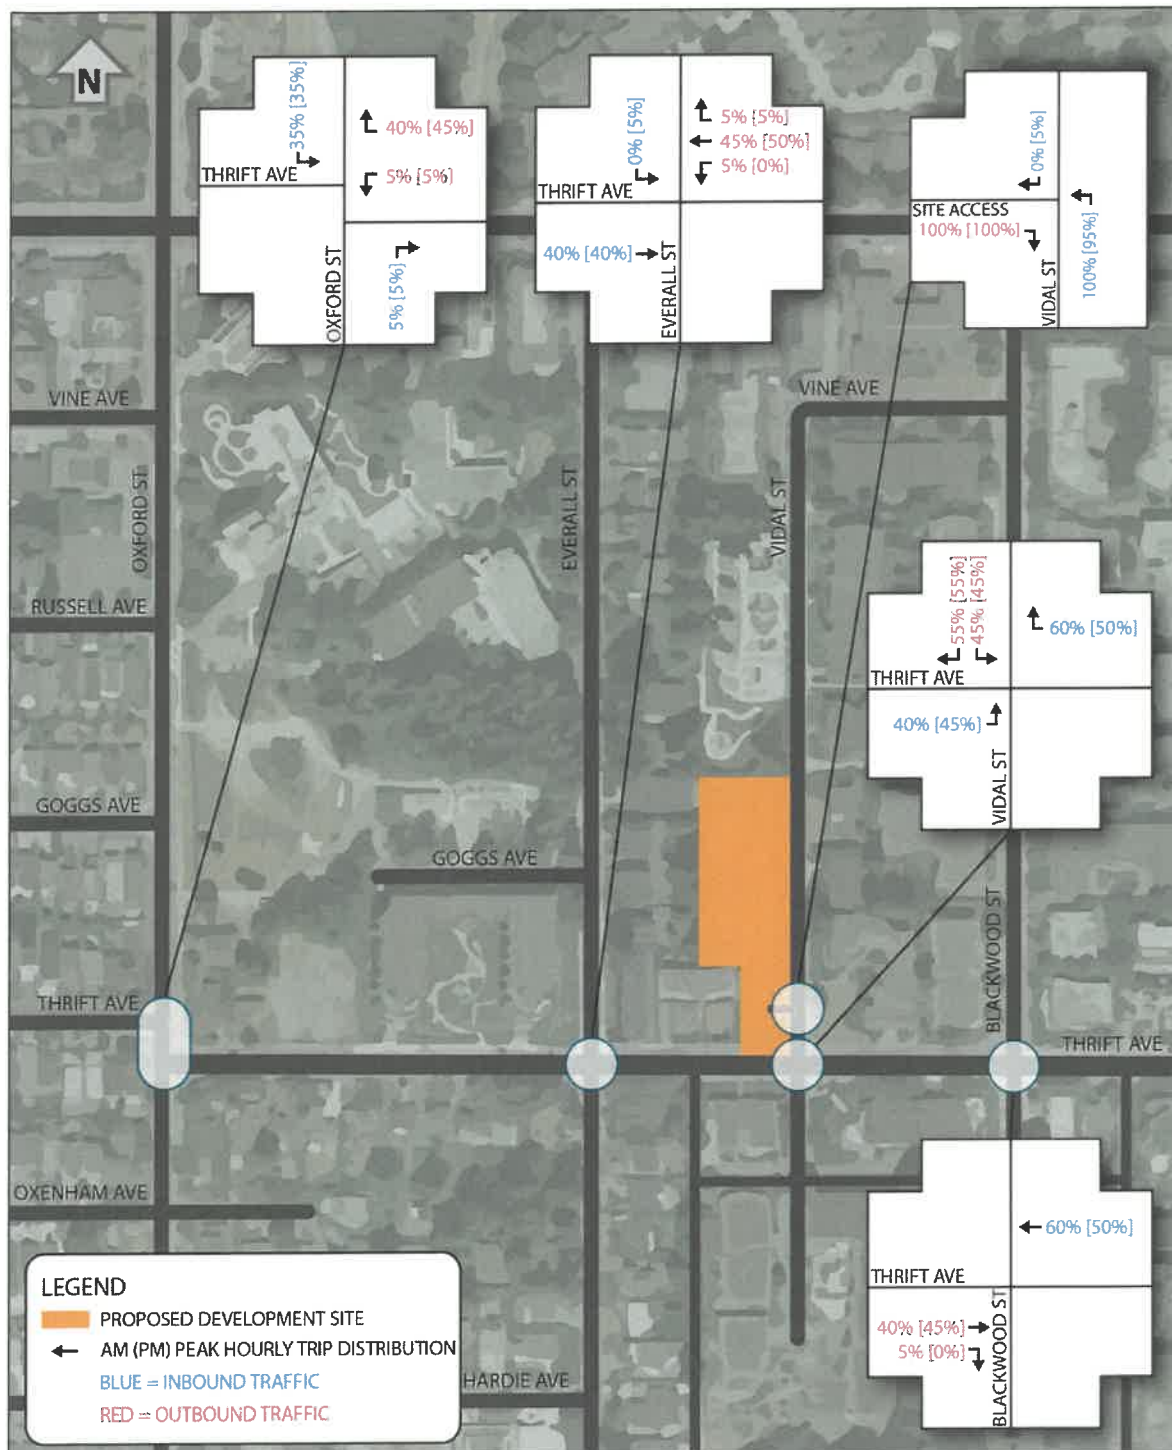 N
35% [35%]
40% [45%]
THRIFT AVE
5% [5%]
5% [5%]
OXFORD ST
0% [5%]
5% [5%]
45% [50%]
5% [0%]
THRIFT AVE
40% [40%]
EVERALL ST
0% [5%]
SITE ACCESS
100% [100%]
100% [95%]
VIDAL ST
VINE AVE
VINE AVE
OXFORD ST
EVERALL ST
VIDAL ST
RUSSELL AVE
55% [55%]
45% [45%]
60% [50%]
THRIFT AVE
40% [45%]
VIDAL ST
GOGGS AVE
GOGGS AVE
BLACKWOOD ST
THRIFT AVE
THRIFT AVE
OXENHAM AVE
60% [50%]
THRIFT AVE
40% [45%]
5% [0%]
BLACKWOOD ST
HARDIE AVE
LEGEND
PROPOSED DEVELOPMENT SITE
AM (PM) PEAK HOURLY TRIP DISTRIBUTION
BLUE = INBOUND TRAFFIC
RED = OUTBOUND TRAFFIC